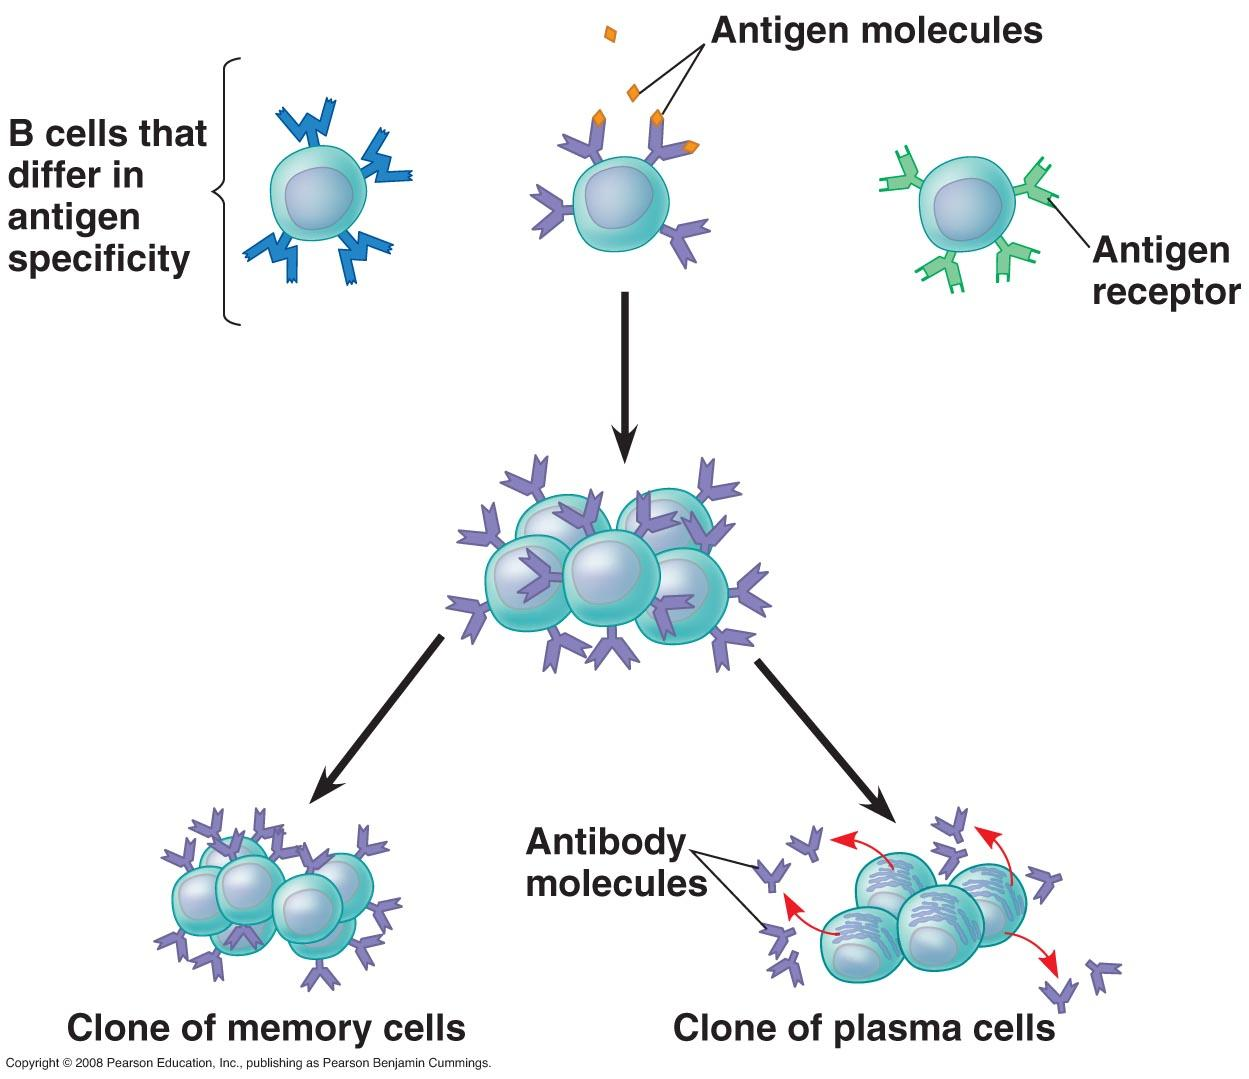 Antigen molecules
B cells that
differ in
antigen
specificity
Antigen
receptor
Antibody
molecules
Clone of memory cells
Clone of plasma cells
Copyright © 2008 Pearson Education, Inc., publishing as Pearson Benjamin Cummings.